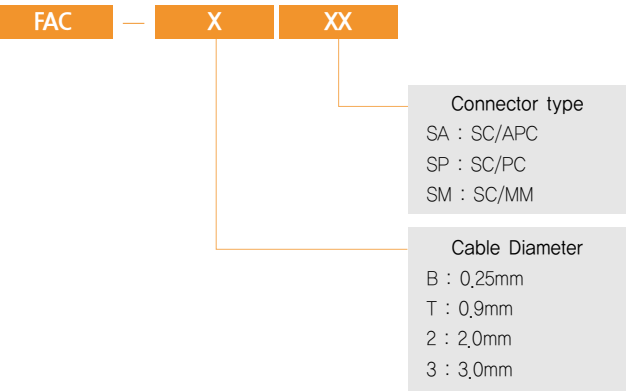 FAC — X XX
Connector type
SA : SC/APC
SP : SC/PC
SM : SC/MM
Cable Diameter
B : 0.25mm
T : 0.9mm
2 : 2.0mm
3 : 3.0mm